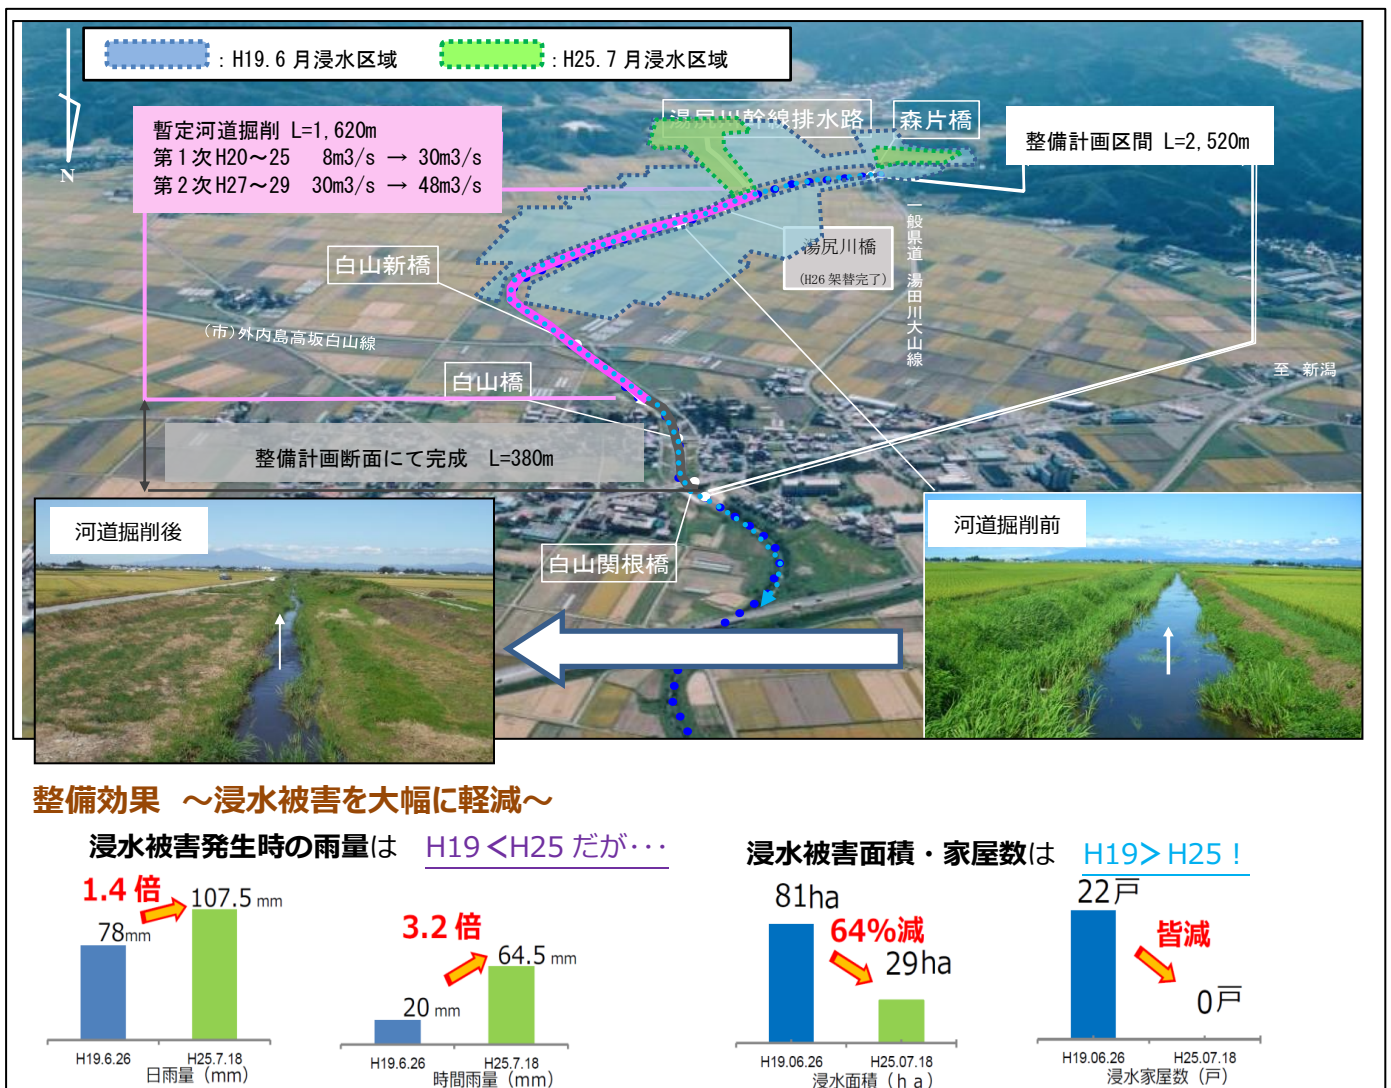 ：H19.6月浸水区域
：H25.7月浸水区域
暫定河道掘削 L=1,620m
第1次H20～25 8m3/s → 30m3/s
第2次H27～29 30m3/s → 48m3/s
N
湯尻川幹線排水路
森片橋
整備計画区間 L=2,520m
白山新橋
湯尻川橋
(H26架替完了)
一般県道 湯田川大山線
(市)外内島高坂白山線
白山橋
至 新潟
整備計画断面にて完成 L=380m
河道掘削後
河道掘削前
白山関根橋
整備効果 ～浸水被害を大幅に軽減～
浸水被害発生時の雨量は H19＜H25だが･･･
浸水被害面積・家屋数は H19＞H25！
1.4倍
107.5 mm
78mm
H19.6.26
H25.7.18
日雨量（mm）
3.2倍
64.5 mm
20 mm
H19.6.26
H25.7.18
時間雨量（mm）
81ha
64%減
29ha
H19.06.26
H25.07.18
浸水面積（ｈａ）
22戸
皆減
0戸
H19.06.26
H25.07.18
浸水家屋数（戸）